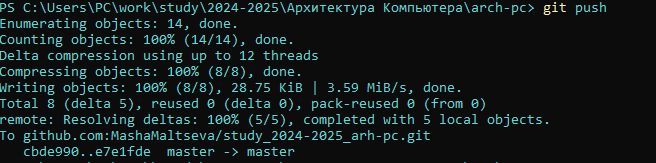 PS C:\Users\PC\work\study\2024-2025\Архитектура Компьютера\arch-pc> git push
Enumerating objects: 14, done.
Counting objects: 100% (14/14), done.
Delta compression using up to 12 threads
Compressing objects: 100% (8/8), done.
Writing objects: 100% (8/8), 28.75 KiB | 3.59 MiB/s, done.
Total 8 (delta 5), reused 0 (delta 0), pack-reused 0 (from 0)
remote: Resolving deltas: 100% (5/5), completed with 5 local objects.
To github.com:MashaMaltseva/study_2024-2025_arh-pc.git
   cbde990..e7e1fde  master -> master